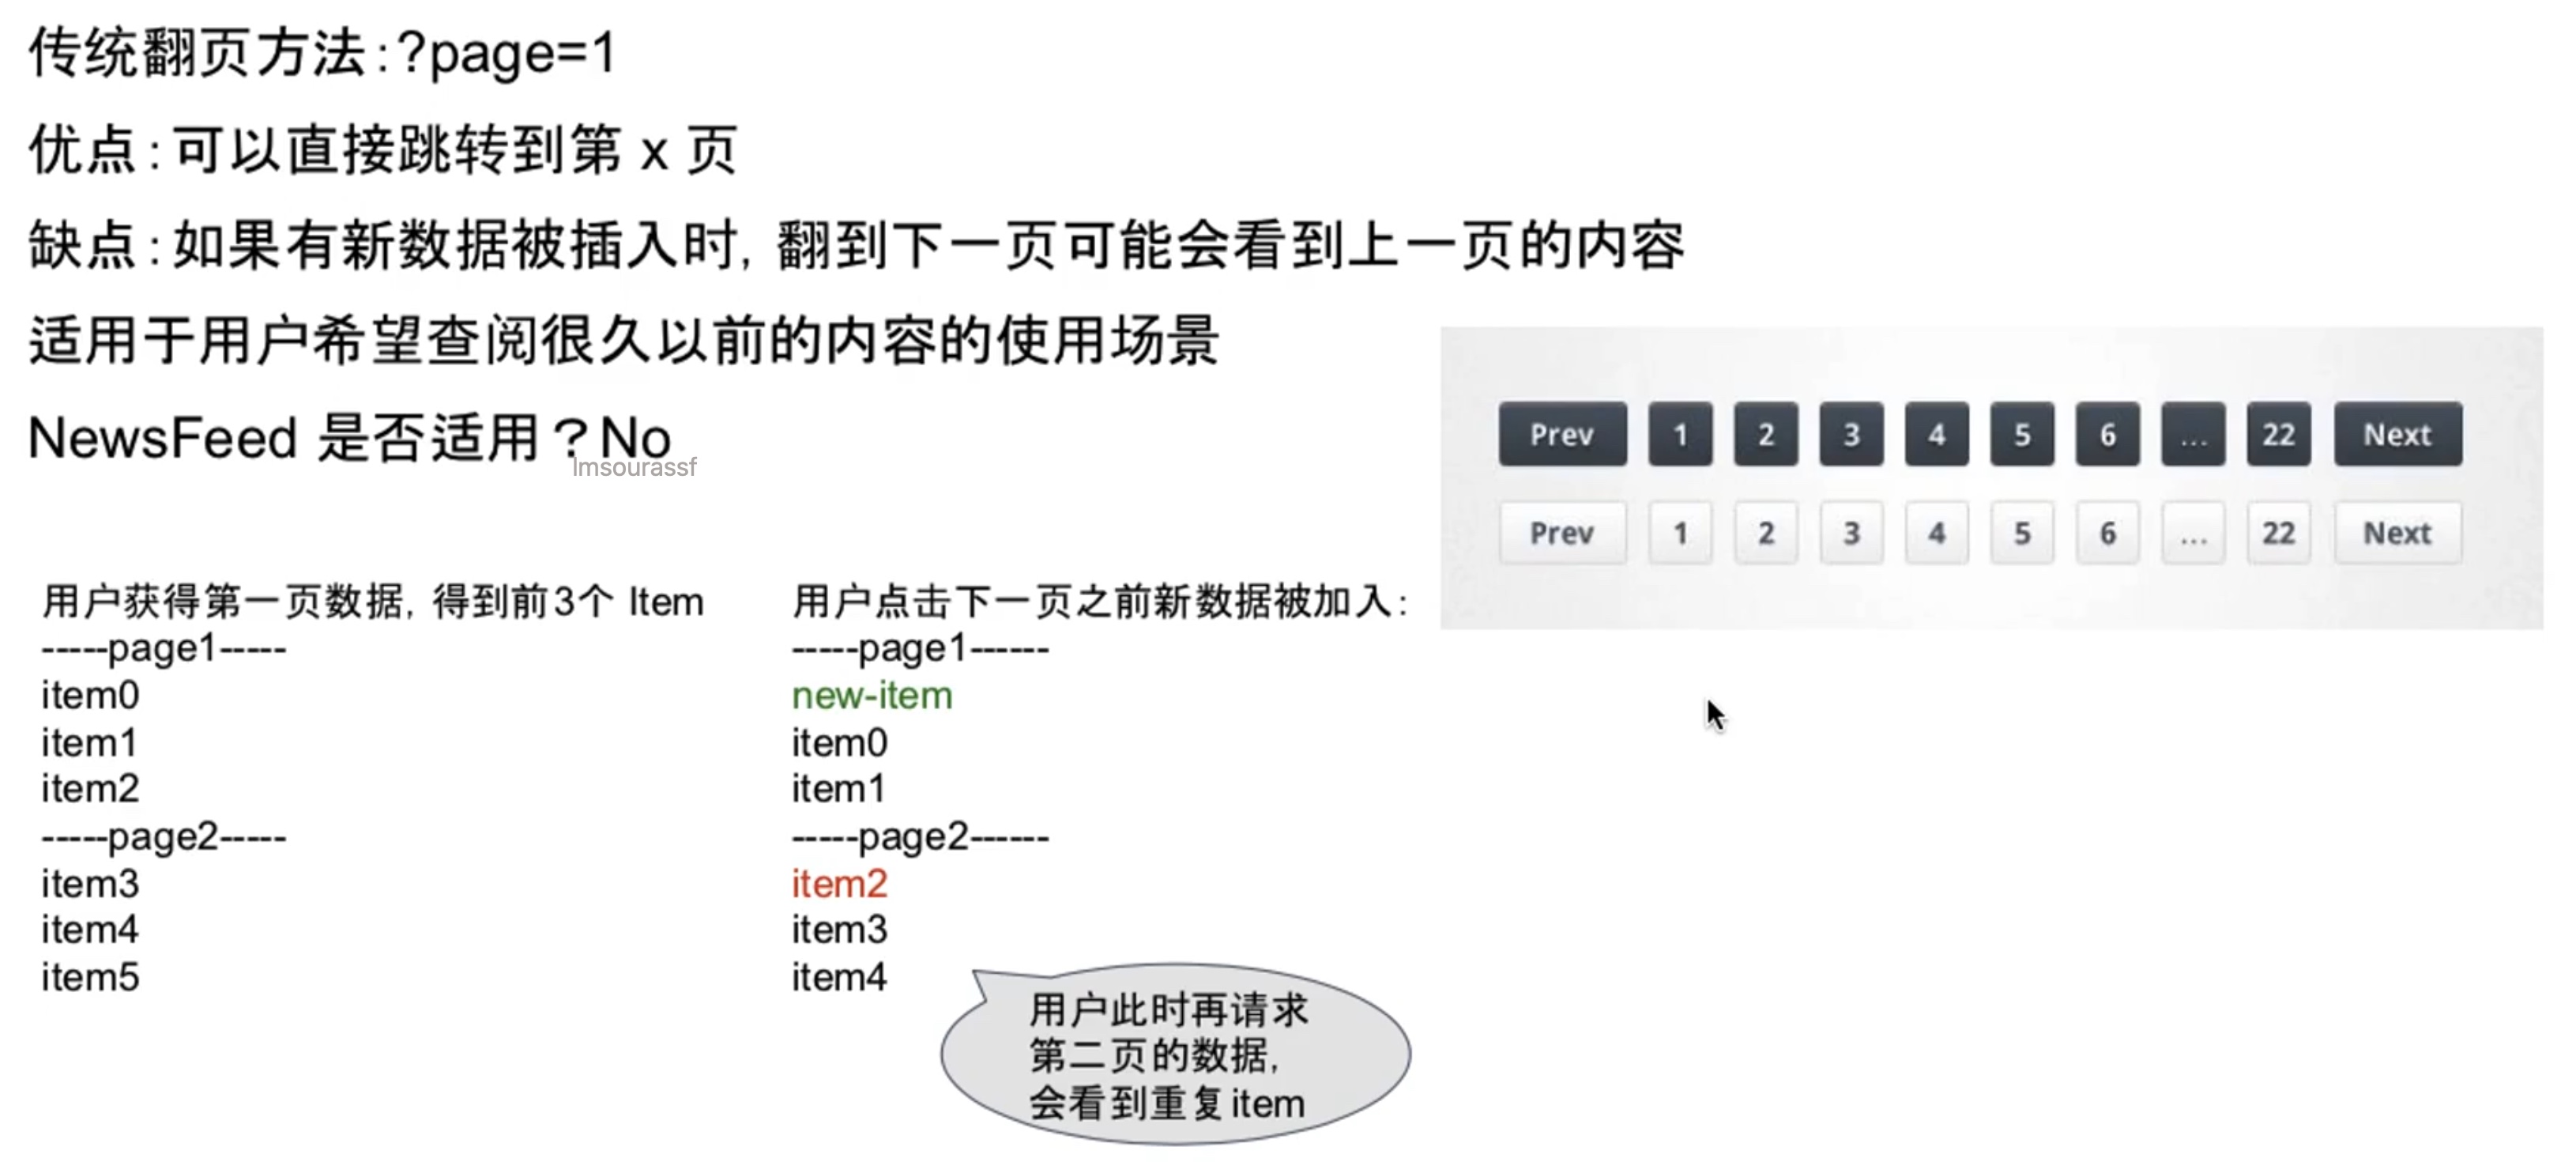 传统翻页方法:?page=1
优点:可以直接跳转到第 x 页
缺点:如果有新数据被插入时, 翻到下一页可能会看到上一页的内容
适用于用户希望查阅很久以前的内容的使用场景
NewsFeed 是否适用？No
lmsourassf
Prev 1 2 3 4 5 6 ... 22 Next
Prev 1 2 3 4 5 6 ... 22 Next
用户获得第一页数据, 得到前3个 Item
-----page1-----
item0
item1
item2
-----page2-----
item3
item4
item5
用户点击下一页之前新数据被加入:
-----page1------
new-item
item0
item1
-----page2------
item2
item3
item4
用户此时再请求
第二页的数据,
会看到重复item